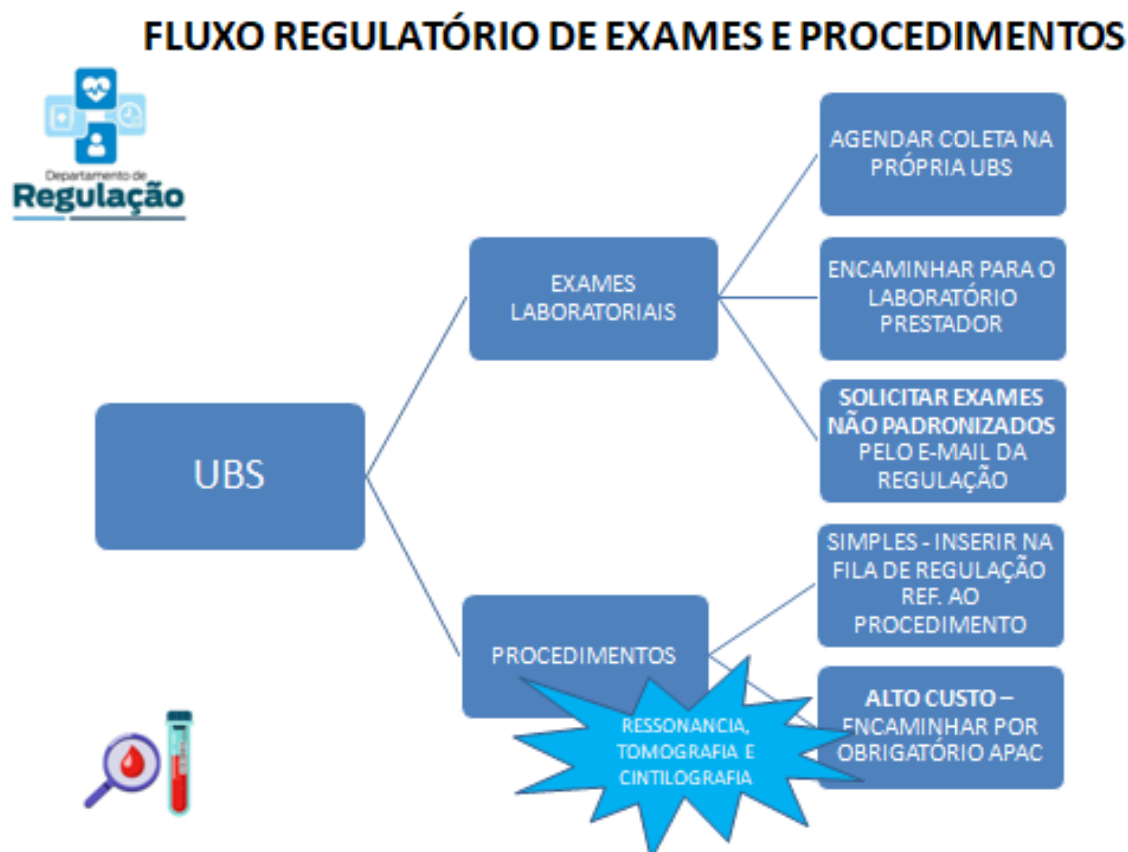 FLUXO REGULATÓRIO DE EXAMES E PROCEDIMENTOS
Departamento de
Regulação
AGENDAR COLETA NA
PRÓPRIA UBS
EXAMES
LABORATORIAIS
ENCAMINHAR PARA O
LABORATÓRIO
PRESTADOR
SOLICITAR EXAMES
NÃO PADRONIZADOS
PELO E-MAIL DA
REGULAÇÃO
UBS
SIMPLES - INSERIR NA
FILA DE REGULAÇÃO
REF. AO
PROCEDIMENTO
PROCEDIMENTOS
ALTO CUSTO –
ENCAMINHAR POR
OBRIGATÓRIO APAC
RESSONANCIA,
TOMOGRAFIA E
CINTILOGRAFIA